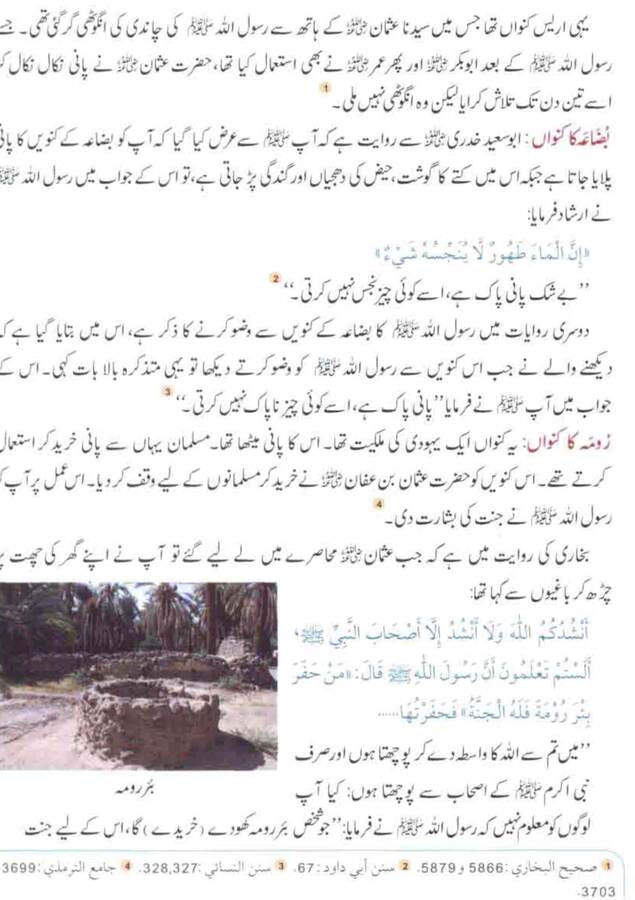 یہی اریس کنواں تھا جس میں سیدنا عثمان رضی اللہ عنہ کے ہاتھ سے رسول اللہ ﷺ کی چاندی کی انگوٹھی گر گئی تھی۔ جسے
رسول اللہ ﷺ کے بعد ابوبکر رضی اللہ عنہ اور پھر عمر رضی اللہ عنہ نے بھی استعمال کیا تھا، حضرت عثمان رضی اللہ عنہ نے پانی نکال نکال کر
اسے تین دن تک تلاش کرایا لیکن وہ انگوٹھی نہیں ملی۔ 1
بُضَاعَہ کا کنواں: ابوسعید خدری رضی اللہ عنہ سے روایت ہے کہ آپ ﷺ سے عرض کیا گیا کہ آپ کو بضاعہ کے کنویں کا پانی
پلایا جاتا ہے جبکہ اس میں کتے کا گوشت، حیض کی دھجیاں اور گندگی پڑ جاتی ہے، تو اس کے جواب میں رسول اللہ ﷺ
نے ارشاد فرمایا:
«إِنَّ الْمَاءَ طَهُورٌ لَّا يُنَجِّسُهُ شَيْءٌ»
”بے شک پانی پاک ہے، اسے کوئی چیز نجس نہیں کرتی۔“ 2
دوسری روایات میں رسول اللہ ﷺ کا بضاعہ کے کنویں سے وضو کرنے کا ذکر ہے، اس میں بتایا گیا ہے کہ
دیکھنے والے نے جب اس کنویں سے رسول اللہ ﷺ کو وضو کرتے دیکھا تو یہی متذکرہ بالا بات کہی۔ اس کے
جواب میں آپ ﷺ نے فرمایا ”پانی پاک ہے، اسے کوئی چیز ناپاک نہیں کرتی۔“ 3
رُومَہ کا کنواں: یہ کنواں ایک یہودی کی ملکیت تھا۔ اس کا پانی میٹھا تھا۔ مسلمان یہاں سے پانی خرید کر استعمال
کرتے تھے۔ اس کنویں کو حضرت عثمان بن عفان رضی اللہ عنہ نے خرید کر مسلمانوں کے لیے وقف کر دیا۔ اس عمل پر آپ کو
رسول اللہ ﷺ نے جنت کی بشارت دی۔ 4
بخاری کی روایت میں ہے کہ جب عثمان رضی اللہ عنہ محاصرے میں لے لیے گئے تو آپ نے اپنے گھر کی چھت پر
چڑھ کر باغیوں سے کہا تھا:
أَنْشُدُكُمُ اللّٰهَ وَلَا أَنْشُدُ إِلَّا أَصْحَابَ النَّبِيِّ ﷺ،
أَلَسْتُمْ تَعْلَمُونَ أَنَّ رَسُولَ اللّٰهِ ﷺ قَالَ: «مَنْ حَفَرَ
بِئْرَ رُومَةَ فَلَهُ الْجَنَّةُ» فَحَفَرْتُهَا......
”میں تم سے اللہ کا واسطہ دے کر پوچھتا ہوں اور صرف
نبی اکرم ﷺ کے اصحاب سے پوچھتا ہوں: کیا آپ
بئر رومہ
لوگوں کو معلوم نہیں کہ رسول اللہ ﷺ نے فرمایا: ”جو شخص بئر رومہ کھودے (خریدے) گا، اس کے لیے جنت
1 صحيح البخاري: 5866 و 5879. 2 سنن أبي داود: 67. 3 سنن النسائي: 328,327. 4 جامع الترمذي: 3699
3703.